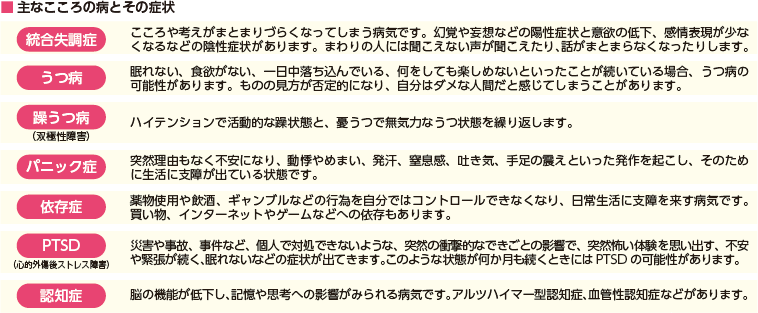 ■ 主なこころの病とその症状
統合失調症
こころや考えがまとまりづらくなってしまう病気です。幻覚や妄想などの陽性症状と意欲の低下、感情表現が少な
くなるなどの陰性症状があります。まわりの人には聞こえない声が聞こえたり、話がまとまらなくなったりします。
うつ病
眠れない、食欲がない、一日中落ち込んでいる、何をしても楽しめないといったことが続いている場合、うつ病の
可能性があります。ものの見方が否定的になり、自分はダメな人間だと感じてしまうことがあります。
躁うつ病
（双極性障害）
ハイテンションで活動的な躁状態と、憂うつで無気力なうつ状態を繰り返します。
パニック症
突然理由もなく不安になり、動悸やめまい、発汗、窒息感、吐き気、手足の震えといった発作を起こし、そのため
に生活に支障が出ている状態です。
依存症
薬物使用や飲酒、ギャンブルなどの行為を自分ではコントロールできなくなり、日常生活に支障を来す病気です。
買い物、インターネットやゲームなどへの依存もあります。
PTSD
（心的外傷後ストレス障害）
災害や事故、事件など、個人で対処できないような、突然の衝撃的なできごとの影響で、突然怖い体験を思い出す、不安
や緊張が続く、眠れないなどの症状が出てきます。このような状態が何か月も続くときにはPTSDの可能性があります。
認知症
脳の機能が低下し、記憶や思考への影響がみられる病気です。アルツハイマー型認知症、血管性認知症などがあります。